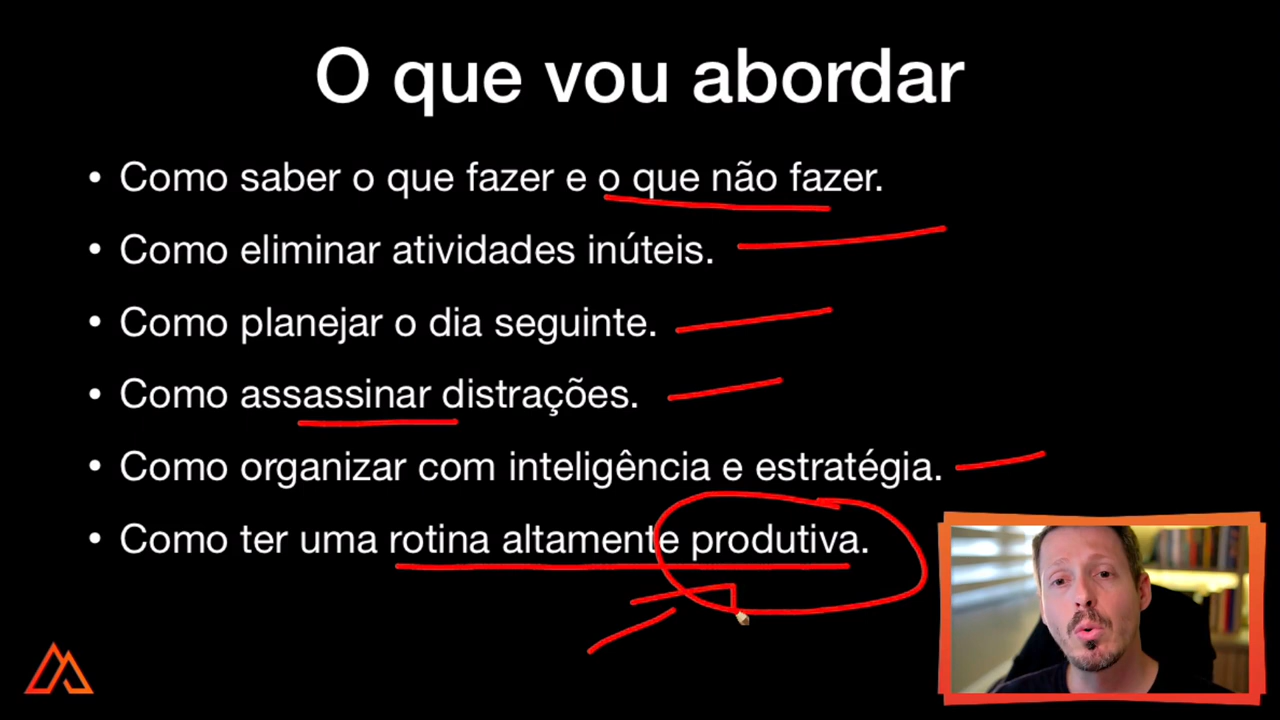 O que vou abordar
• Como saber o que fazer e o que não fazer.
• Como eliminar atividades inúteis.
• Como planejar o dia seguinte.
• Como assassinar distrações.
• Como organizar com inteligência e estratégia.
• Como ter uma rotina altamente produtiva.